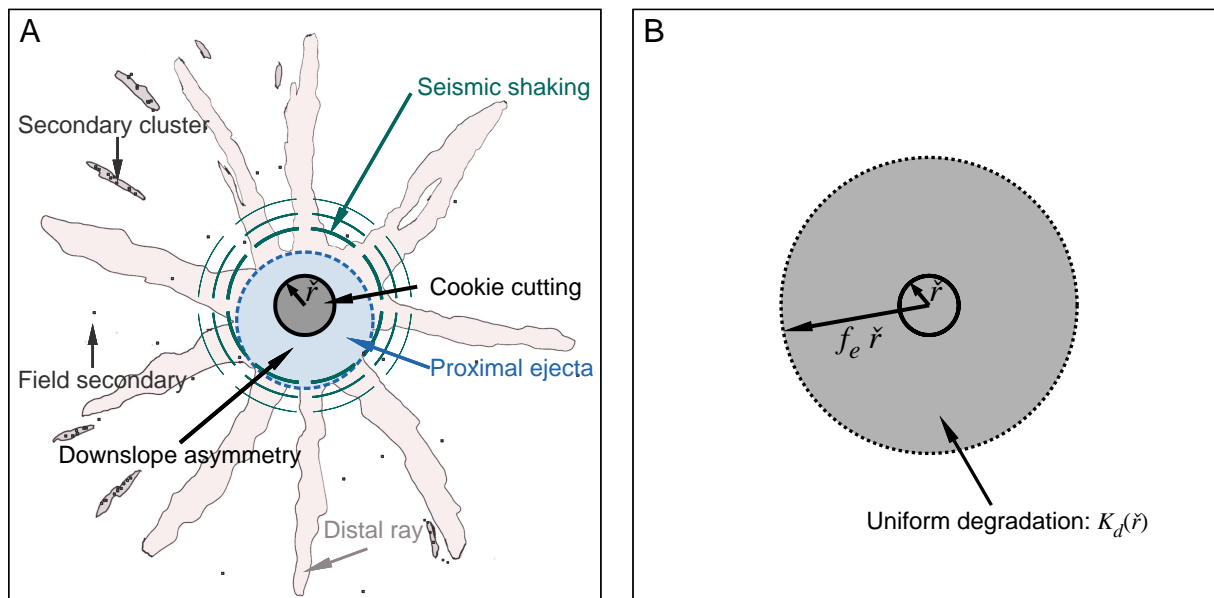 A
Seismic shaking
Secondary cluster
ř
Cookie cutting
Proximal ejecta
Field secondary
Downslope asymmetry
Distal ray
B
ř
f_e ř
Uniform degradation: K_d(ř)